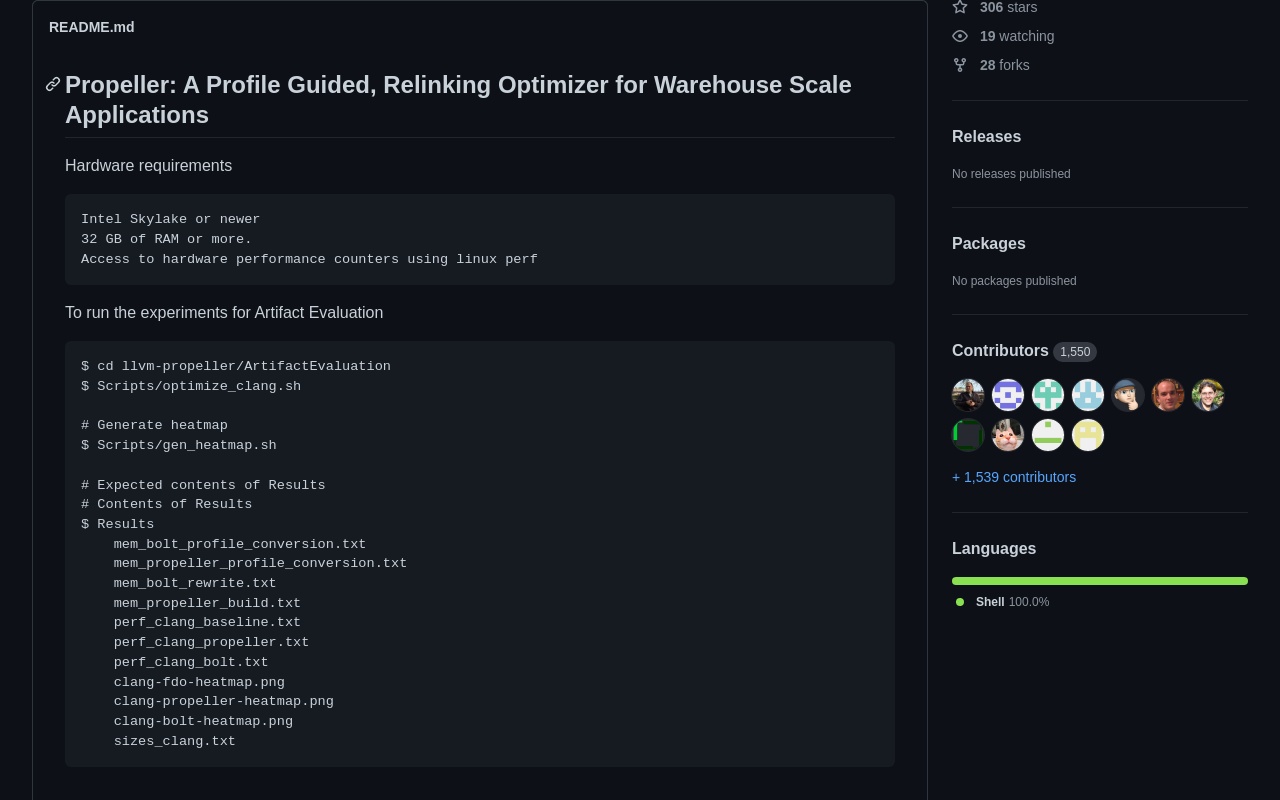 README.md
Propeller: A Profile Guided, Relinking Optimizer for Warehouse Scale
Applications
Hardware requirements
Intel Skylake or newer
32 GB of RAM or more.
Access to hardware performance counters using linux perf
To run the experiments for Artifact Evaluation
$ cd llvm-propeller/ArtifactEvaluation
$ Scripts/optimize_clang.sh
# Generate heatmap
$ Scripts/gen_heatmap.sh
# Expected contents of Results
# Contents of Results
$ Results
mem_bolt_profile_conversion.txt
mem_propeller_profile_conversion.txt
mem_bolt_rewrite.txt
mem_propeller_build.txt
perf_clang_baseline.txt
perf_clang_propeller.txt
perf_clang_bolt.txt
clang-fdo-heatmap.png
clang-propeller-heatmap.png
clang-bolt-heatmap.png
sizes_clang.txt
306 stars
19 watching
28 forks
Releases
No releases published
Packages
No packages published
Contributors 1,550
+ 1,539 contributors
Languages
Shell 100.0%